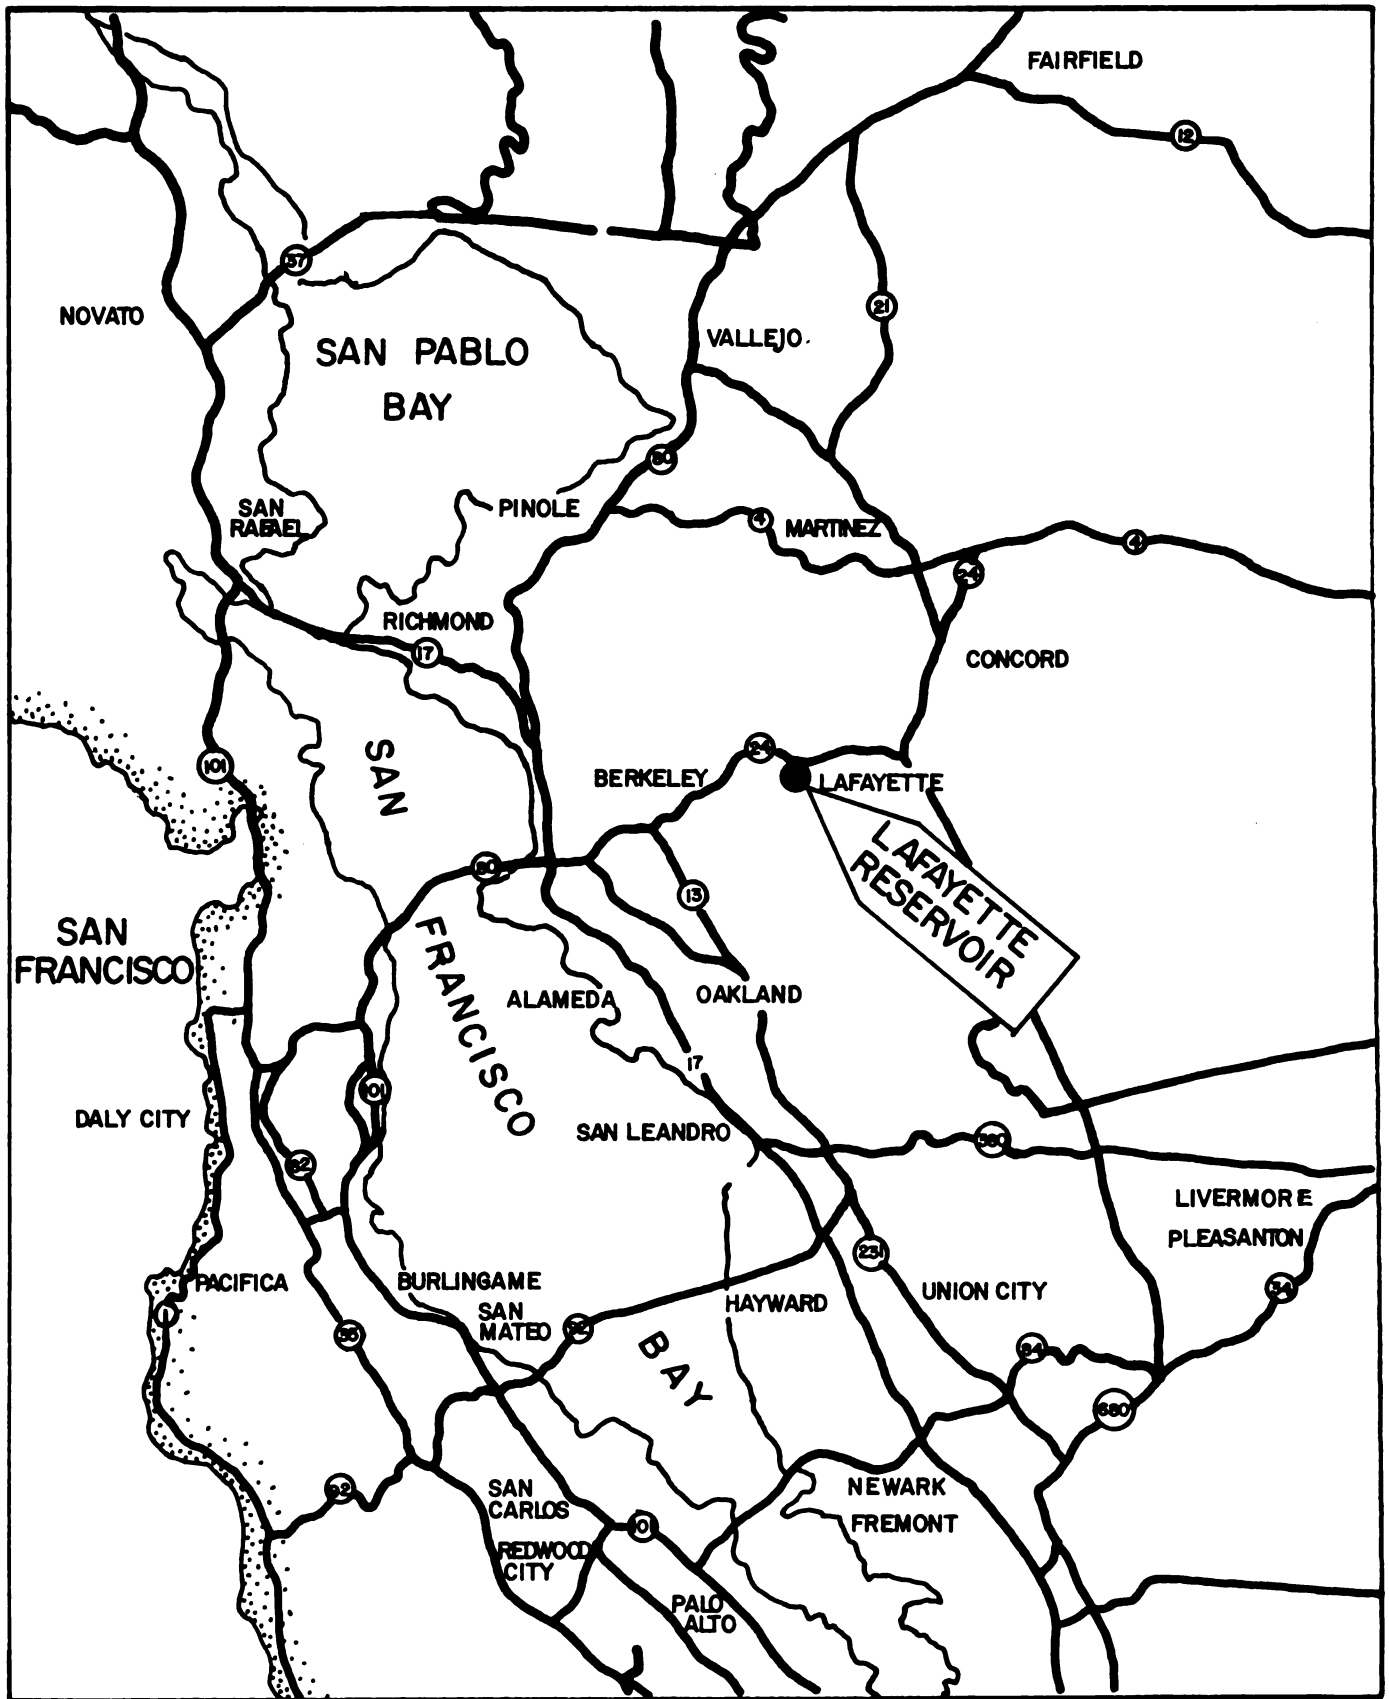 FAIRFIELD
12
37
21
NOVATO
VALLEJO
SAN PABLO
BAY
80
SAN
RAFAEL
PINOLE
4
MARTINEZ
4
24
RICHMOND
17
CONCORD
101
SAN
24
BERKELEY
LAFAYETTE
LAFAYETTE
RESERVOIR
80
13
SAN
FRANCISCO
FRANCISCO
ALAMEDA
OAKLAND
17
101
DALY CITY
SAN LEANDRO
580
82
LIVERMORE
PLEASANTON
231
PACIFICA
BURLINGAME
HAYWARD
UNION CITY
1
SAN
MATEO
92
35
BAY
84
680
92
SAN
CARLOS
NEWARK
FREMONT
101
REDWOOD
CITY
PALO
ALTO